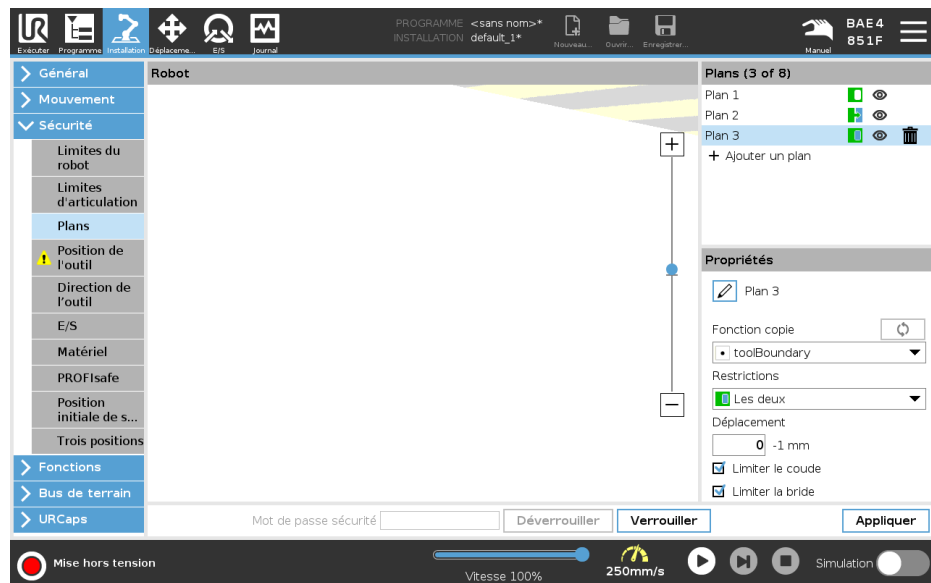 PROGRAMME <sans nom>*
INSTALLATION default_1*
Exécuter Programme Installation Déplaceme... E/S Journal
Nouveau... Ouvrir... Enregistrer...
Manuel
BAE4
851F
Général
Mouvement
Sécurité
Limites du
robot
Limites
d'articulation
Plans
Position de
l'outil
Direction de
l’outil
E/S
Matériel
PROFIsafe
Position
initiale de s...
Trois positions
Fonctions
Bus de terrain
URCaps
Robot
+
−
Plans (3 of 8)
Plan 1
Plan 2
Plan 3
+ Ajouter un plan
Propriétés
Plan 3
Fonction copie
toolBoundary
Restrictions
Les deux
Déplacement
0 -1 mm
Limiter le coude
Limiter la bride
Mot de passe sécurité
Déverrouiller
Verrouiller
Appliquer
Mise hors tension
Vitesse 100%
250mm/s
Simulation